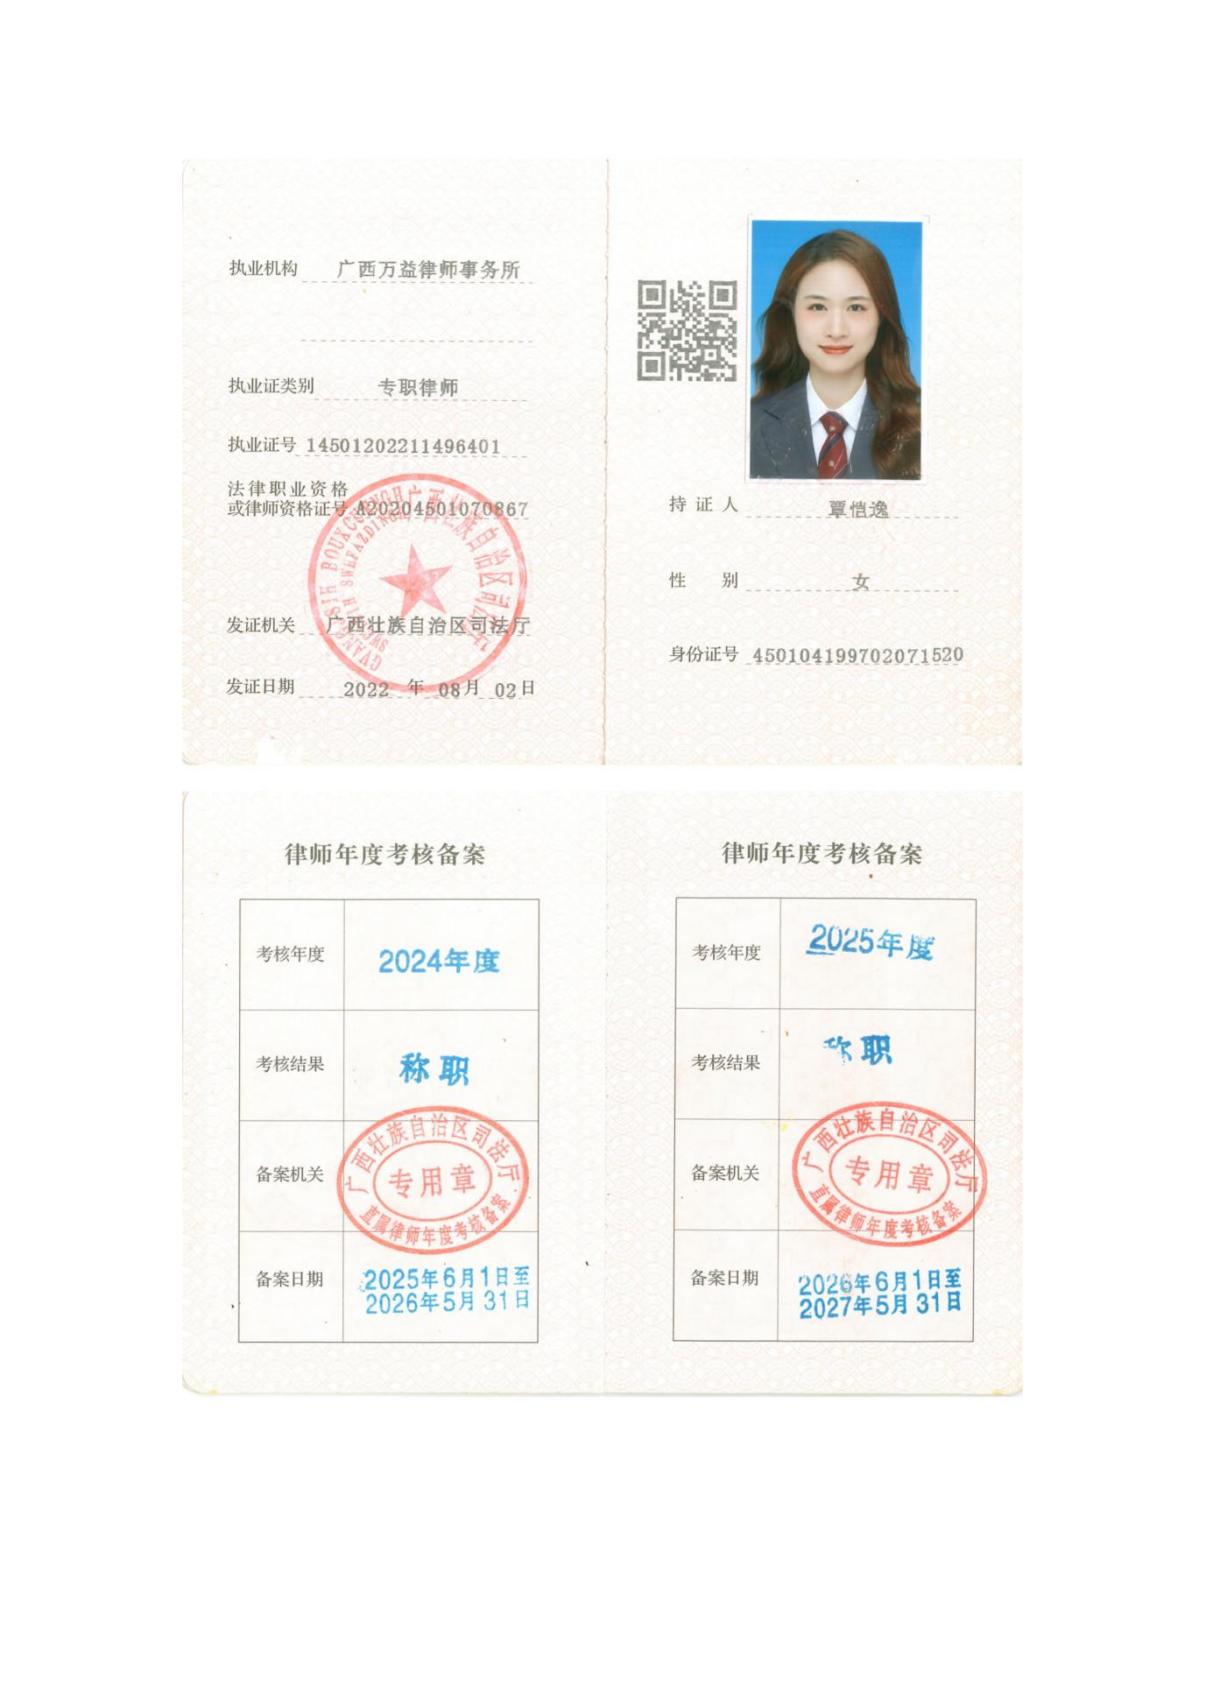 执业机构 广西万益律师事务所
执业证类别 专职律师
执业证号 14501202211496401
法律职业资格
或律师资格证号 A20204501070867
发证机关 广西壮族自治区司法厅
发证日期 2022 年 08月 02日
广西壮族自治区司法厅
持证人 覃恺逸
性别 女
身份证号 450104199702071520
律师年度考核备案
考核年度 2024年度
考核结果 称职
备案机关
广西壮族自治区司法厅
专用章
直属律师年度考核备案
备案日期 2025年6月1日至
2026年5月31日
律师年度考核备案
考核年度 2025年度
考核结果 称职
备案机关
广西壮族自治区司法厅
专用章
直属律师年度考核备案
备案日期 2026年6月1日至
2027年5月31日